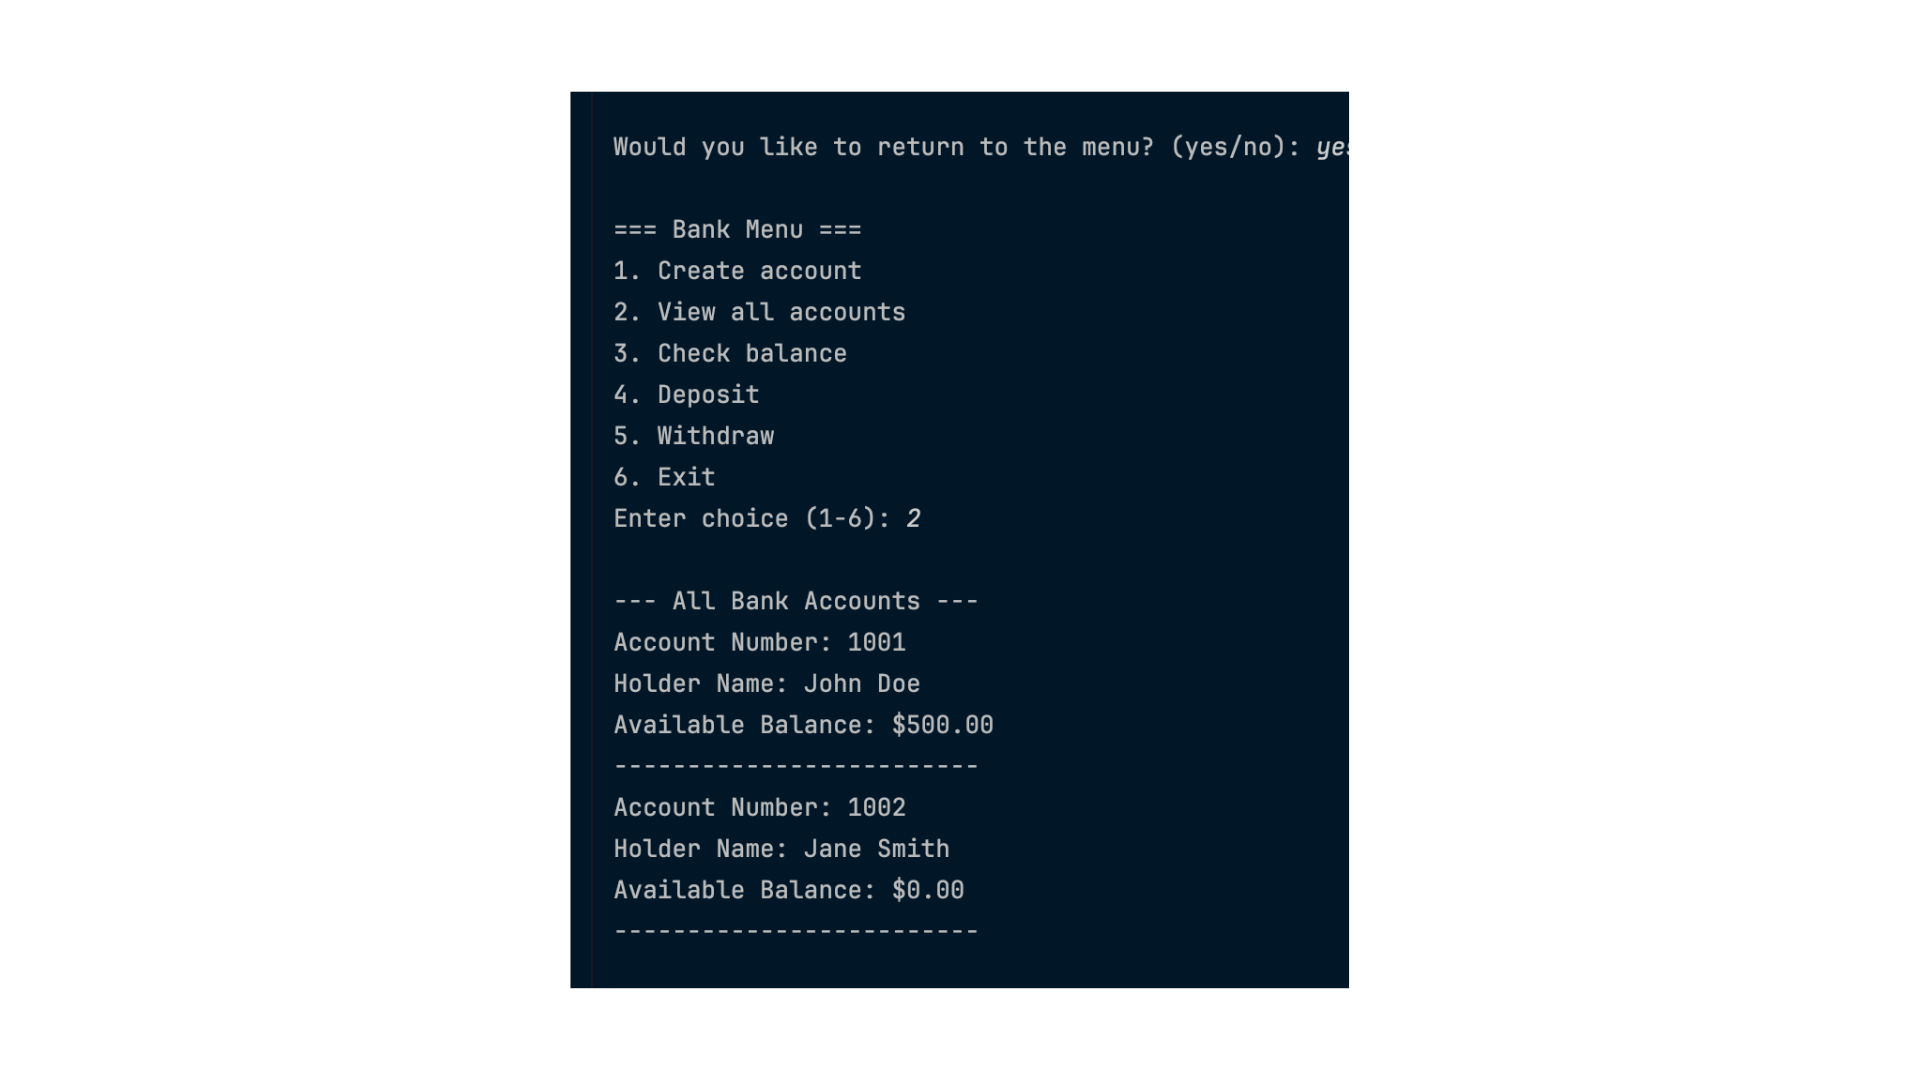 Would you like to return to the menu? (yes/no): yes
=== Bank Menu ===
1. Create account
2. View all accounts
3. Check balance
4. Deposit
5. Withdraw
6. Exit
Enter choice (1-6): 2
--- All Bank Accounts ---
Account Number: 1001
Holder Name: John Doe
Available Balance: $500.00
-------------------------
Account Number: 1002
Holder Name: Jane Smith
Available Balance: $0.00
-------------------------